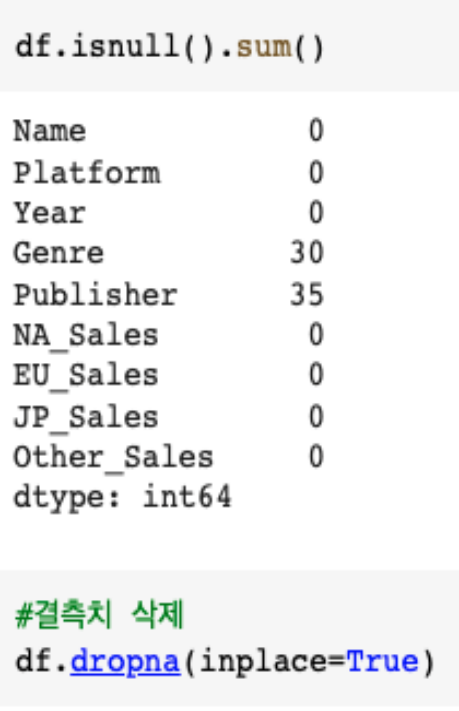 df.isnull().sum()
Name 0
Platform 0
Year 0
Genre 30
Publisher 35
NA_Sales 0
EU_Sales 0
JP_Sales 0
Other_Sales 0
dtype: int64
#결측치 삭제
df.dropna(inplace=True)